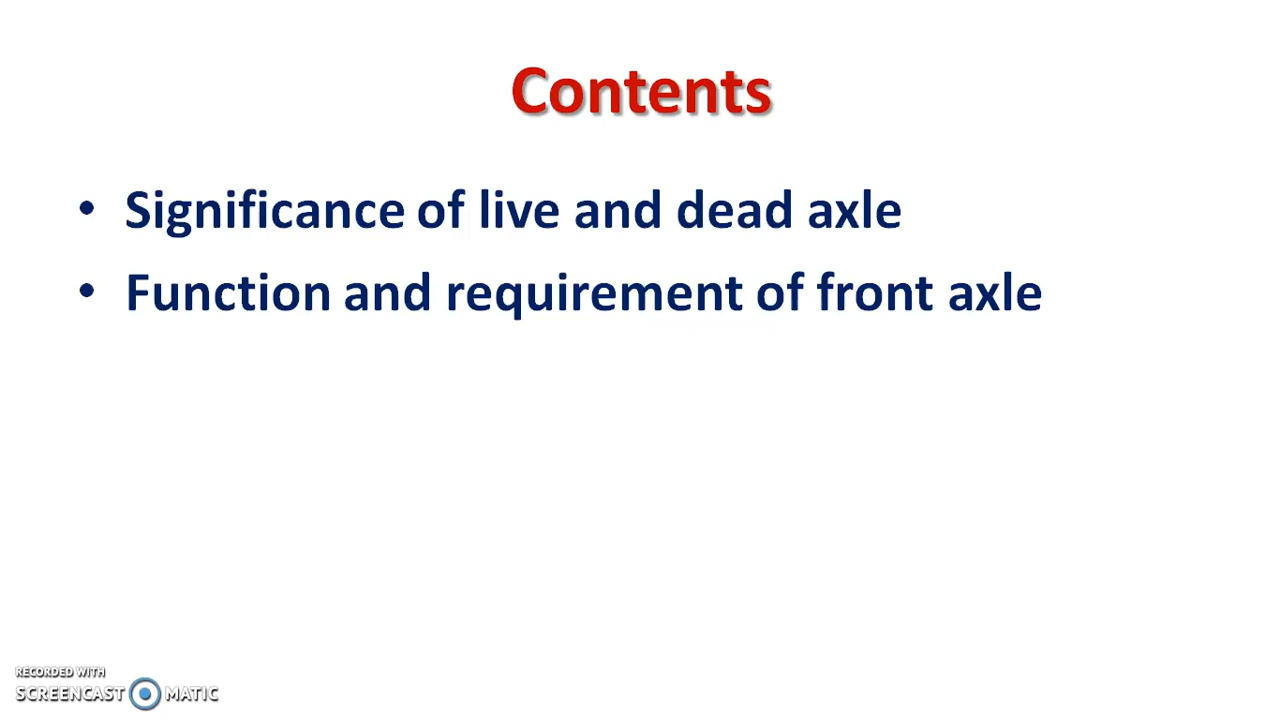 Contents
• Significance of live and dead axle
• Function and requirement of front axle
RECORDED WITH
SCREENCAST MATIC